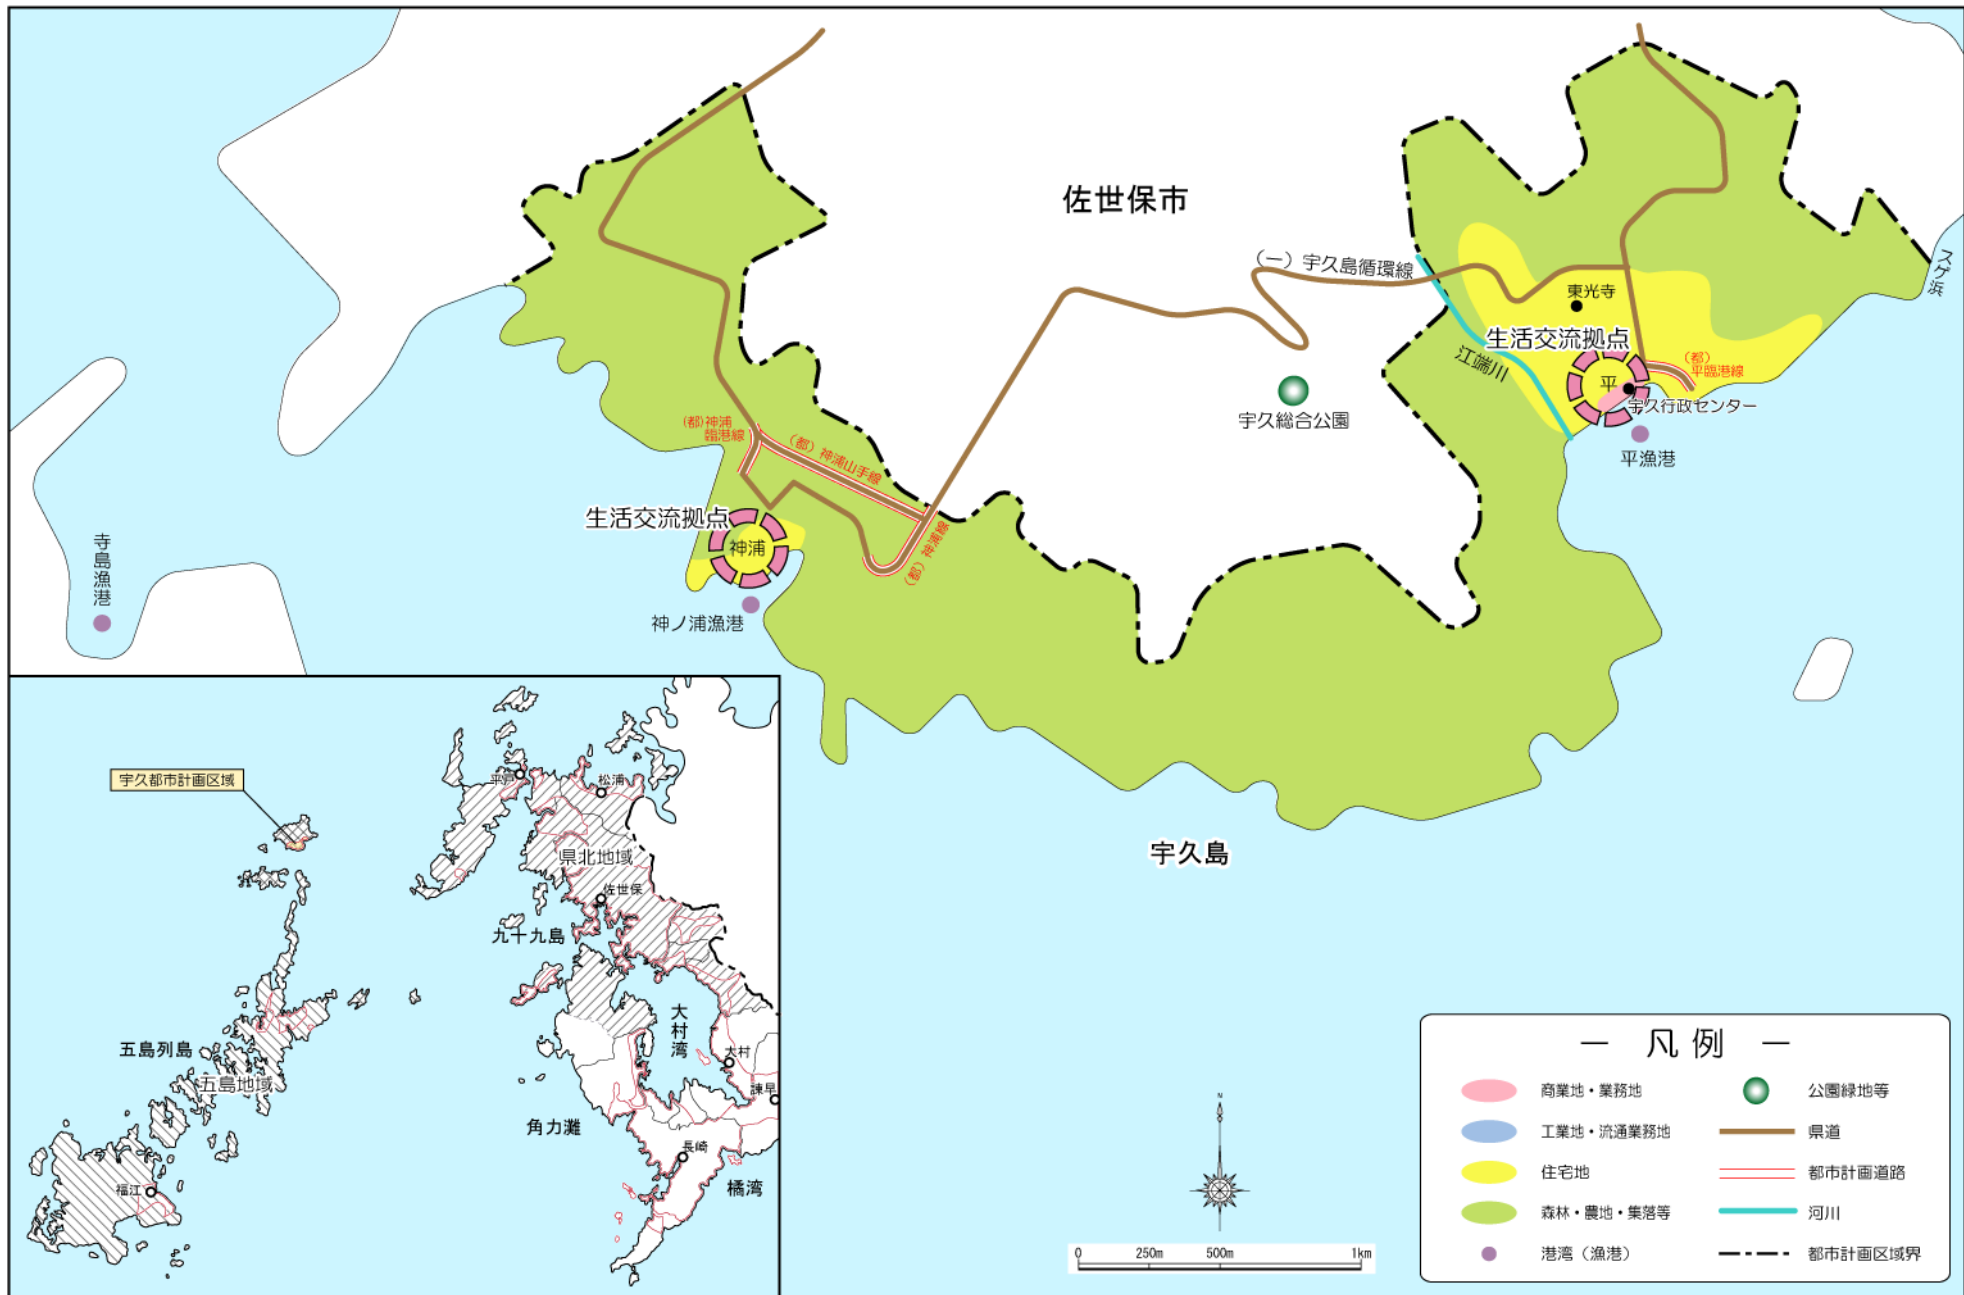 佐世保市
(一)宇久島循環線
スゲ浜
東光寺
生活交流拠点
江端川
平
(都)
平臨港線
宇久行政センター
平漁港
宇久総合公園
(都)神浦
臨港線
(都)神浦山手線
(都)神浦線
生活交流拠点
神浦
神ノ浦漁港
寺島漁港
宇久島
宇久都市計画区域
平戸
松浦
県北地域
佐世保
九十九島
大村湾
大村
諫早
五島列島
五島地域
角力灘
長崎
橘湾
福江
N
0 250m 500m 1km
― 凡例 ―
商業地・業務地
公園緑地等
工業地・流通業務地
県道
住宅地
都市計画道路
森林・農地・集落等
河川
港湾(漁港)
都市計画区域界